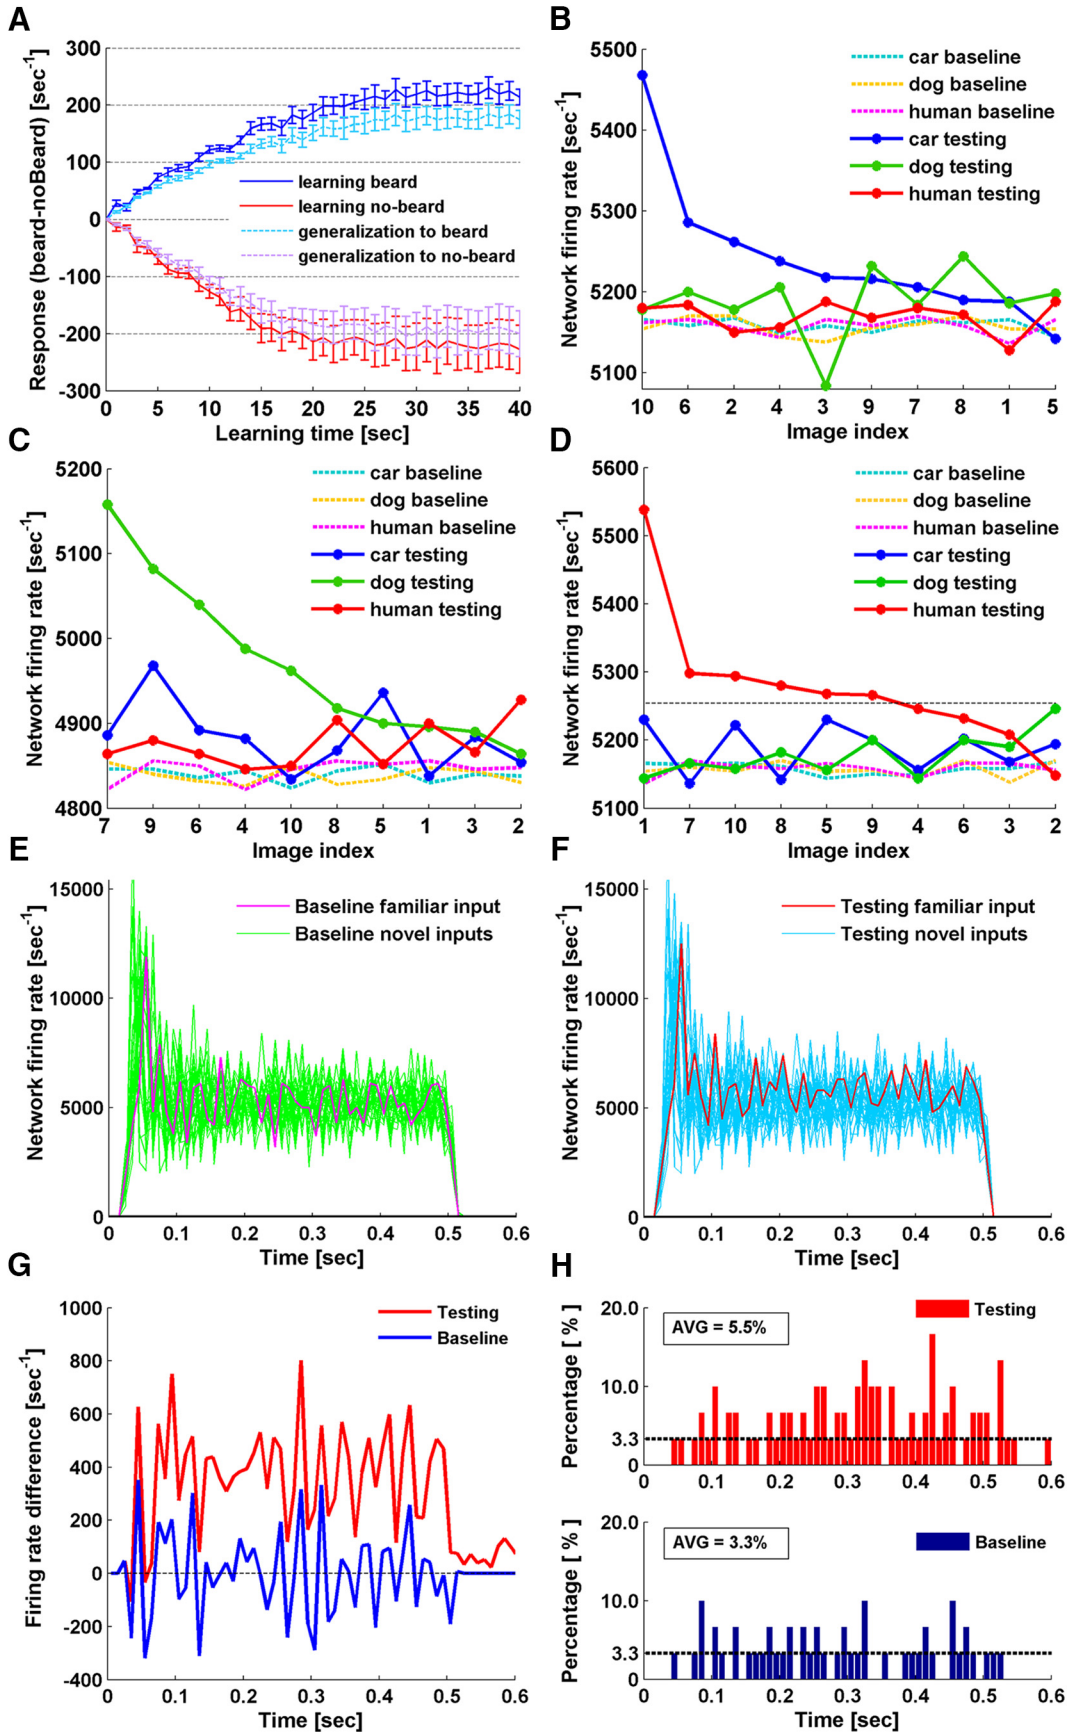 A
Response (beard-noBeard) [sec⁻¹]
300
200
100
0
-100
-200
-300
learning beard
learning no-beard
generalization to beard
generalization to no-beard
0 5 10 15 20 25 30 35 40
Learning time [sec]
B
Network firing rate [sec⁻¹]
5500
5400
5300
5200
5100
car baseline
dog baseline
human baseline
car testing
dog testing
human testing
10 6 2 4 3 9 7 8 1 5
Image index
C
Network firing rate [sec⁻¹]
5200
5100
5000
4900
4800
car baseline
dog baseline
human baseline
car testing
dog testing
human testing
7 9 6 4 10 8 5 1 3 2
Image index
D
Network firing rate [sec⁻¹]
5600
5500
5400
5300
5200
5100
car baseline
dog baseline
human baseline
car testing
dog testing
human testing
1 7 10 8 5 9 4 6 3 2
Image index
E
Network firing rate [sec⁻¹]
15000
10000
5000
0
Baseline familiar input
Baseline novel inputs
0 0.1 0.2 0.3 0.4 0.5 0.6
Time [sec]
F
Network firing rate [sec⁻¹]
15000
10000
5000
0
Testing familiar input
Testing novel inputs
0 0.1 0.2 0.3 0.4 0.5 0.6
Time [sec]
G
Firing rate difference [sec⁻¹]
1000
800
600
400
200
0
-200
-400
Testing
Baseline
0 0.1 0.2 0.3 0.4 0.5 0.6
Time [sec]
H
Percentage [ % ]
20.0
10.0
3.3
0
AVG = 5.5%
Testing
0 0.1 0.2 0.3 0.4 0.5 0.6
Percentage [ % ]
20.0
10.0
3.3
0
AVG = 3.3%
Baseline
0 0.1 0.2 0.3 0.4 0.5 0.6
Time [sec]